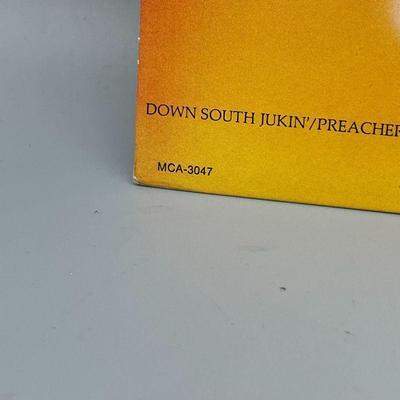 DOWN SOUTH JUKIN'/PREACHER
MCA-3047